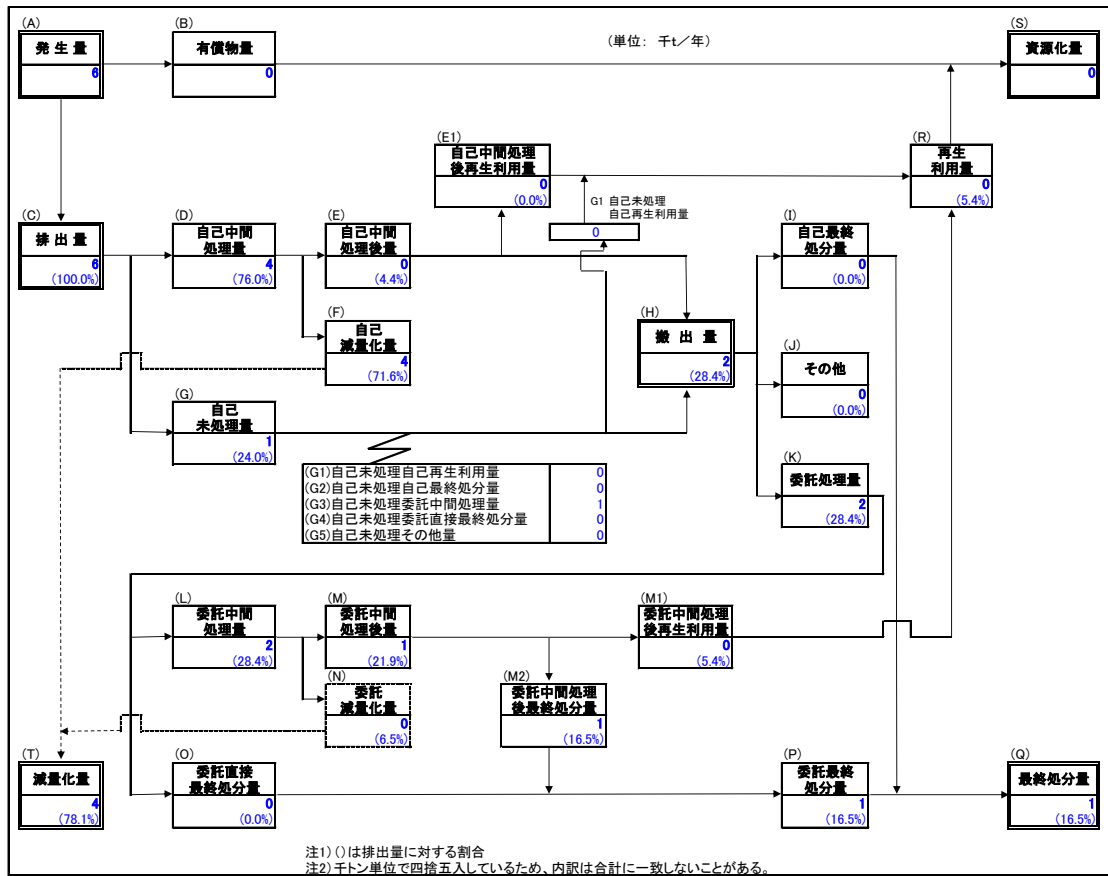 (A)
発生量
6
(B)
有償物量
0
(単位: 千t/年)
(S)
資源化量
0
(E1)
自己中間処理
後再生利用量
0
(0.0%)
G1 自己未処理
自己再生利用量
0
(R)
再生
利用量
0
(5.4%)
(C)
排出量
6
(100.0%)
(D)
自己中間
処理量
4
(76.0%)
(E)
自己中間
処理後量
0
(4.4%)
(I)
自己最終
処分量
0
(0.0%)
(F)
自己
減量化量
4
(71.6%)
(H)
搬出量
2
(28.4%)
(J)
その他
0
(0.0%)
(G)
自己
未処理量
1
(24.0%)
(G1)自己未処理自己再生利用量 0
(G2)自己未処理自己最終処分量 0
(G3)自己未処理委託中間処理量 1
(G4)自己未処理委託直接最終処分量 0
(G5)自己未処理その他量 0
(K)
委託処理量
2
(28.4%)
(L)
委託中間
処理量
2
(28.4%)
(M)
委託中間
処理後量
1
(21.9%)
(M1)
委託中間処理
後再生利用量
0
(5.4%)
(N)
委託
減量化量
0
(6.5%)
(M2)
委託中間処理
後最終処分量
1
(16.5%)
(T)
減量化量
4
(78.1%)
(O)
委託直接
最終処分量
0
(0.0%)
(P)
委託最終
処分量
1
(16.5%)
(Q)
最終処分量
1
(16.5%)
注1)()は排出量に対する割合
注2)千トン単位で四捨五入しているため、内訳は合計に一致しないことがある。